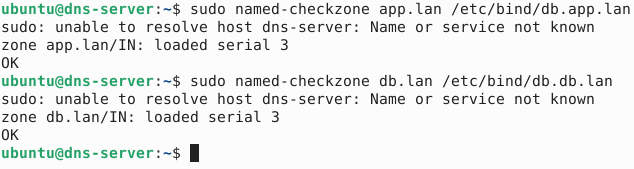 ubuntu@dns-server:~$ sudo named-checkzone app.lan /etc/bind/db.app.lan
sudo: unable to resolve host dns-server: Name or service not known
zone app.lan/IN: loaded serial 3
OK
ubuntu@dns-server:~$ sudo named-checkzone db.lan /etc/bind/db.db.lan
sudo: unable to resolve host dns-server: Name or service not known
zone db.lan/IN: loaded serial 3
OK
ubuntu@dns-server:~$